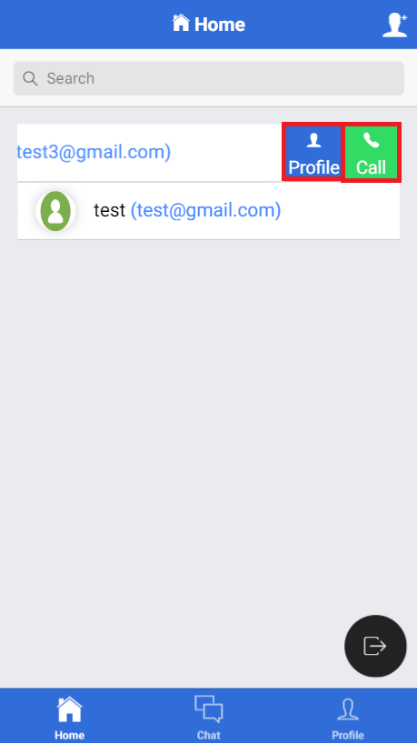 Home
Search
test3@gmail.com)
Profile
Call
test (test@gmail.com)
Home
Chat
Profile